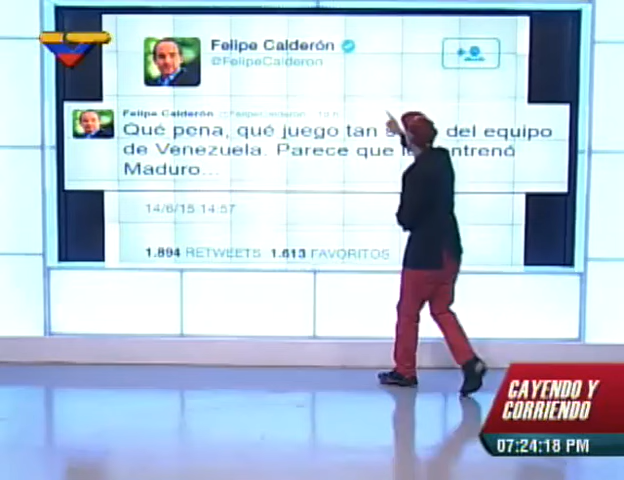 Felipe Calderón
@FelipeCalderon
Felipe Calderón @FelipeCalderon
Qué pena, qué juego tan del equipo
de Venezuela. Parece que entrenó
Maduro...
14/6/15 14:57
1.894 RETWEETS 1.613 FAVORITOS
CAYENDO Y
CORRIENDO
07:24:18 PM